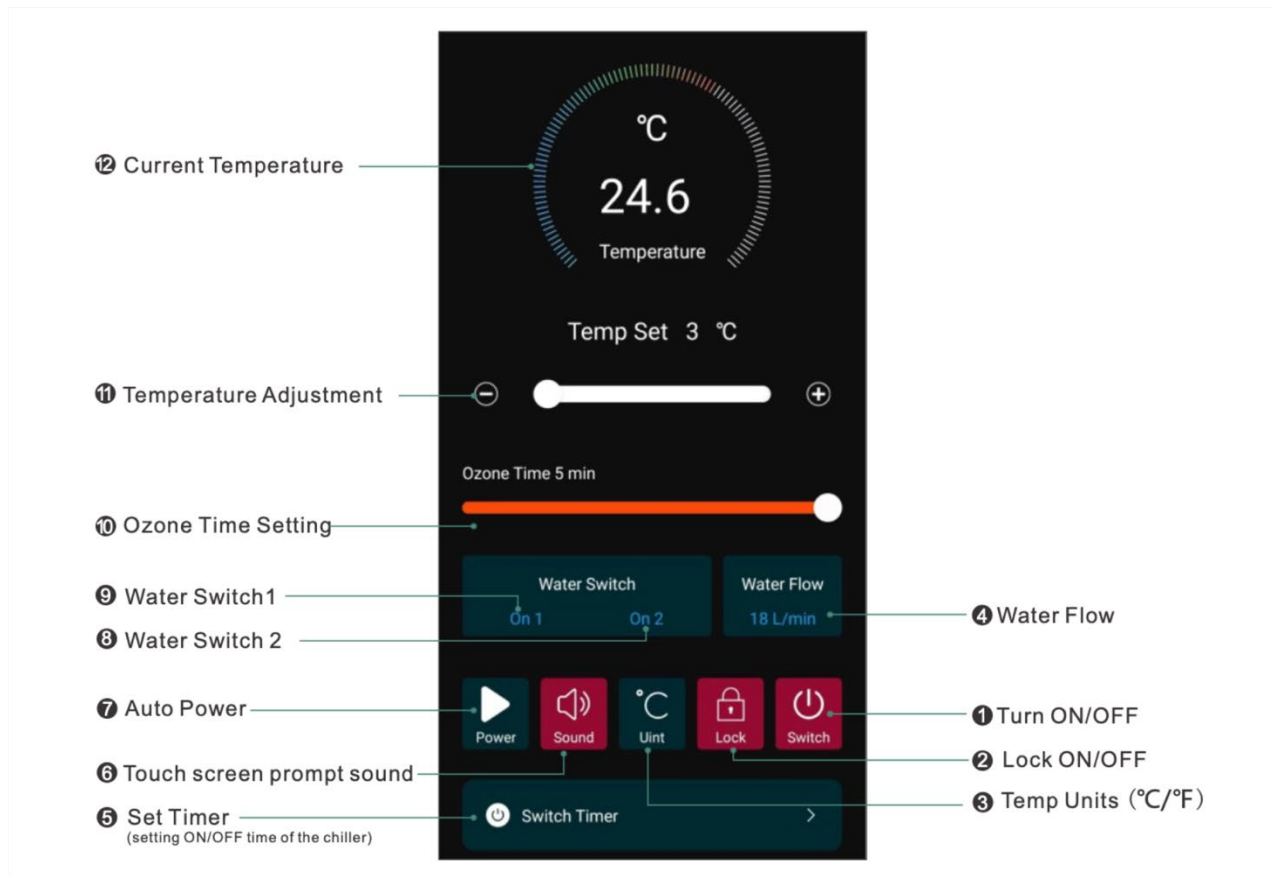 ℃
24.6
Temperature
⓬ Current Temperature
Temp Set 3 ℃
⓫ Temperature Adjustment
Ozone Time 5 min
❿ Ozone Time Setting
Water Switch
On 1 On 2
Water Flow
18 L/min
❾ Water Switch1
❽ Water Switch 2
❹ Water Flow
❼ Auto Power
Power
Sound
°C
Uint
Lock
Switch
❶ Turn ON/OFF
❷ Lock ON/OFF
❸ Temp Units (℃/℉)
❻ Touch screen prompt sound
❺ Set Timer
(setting ON/OFF time of the chiller)
Switch Timer